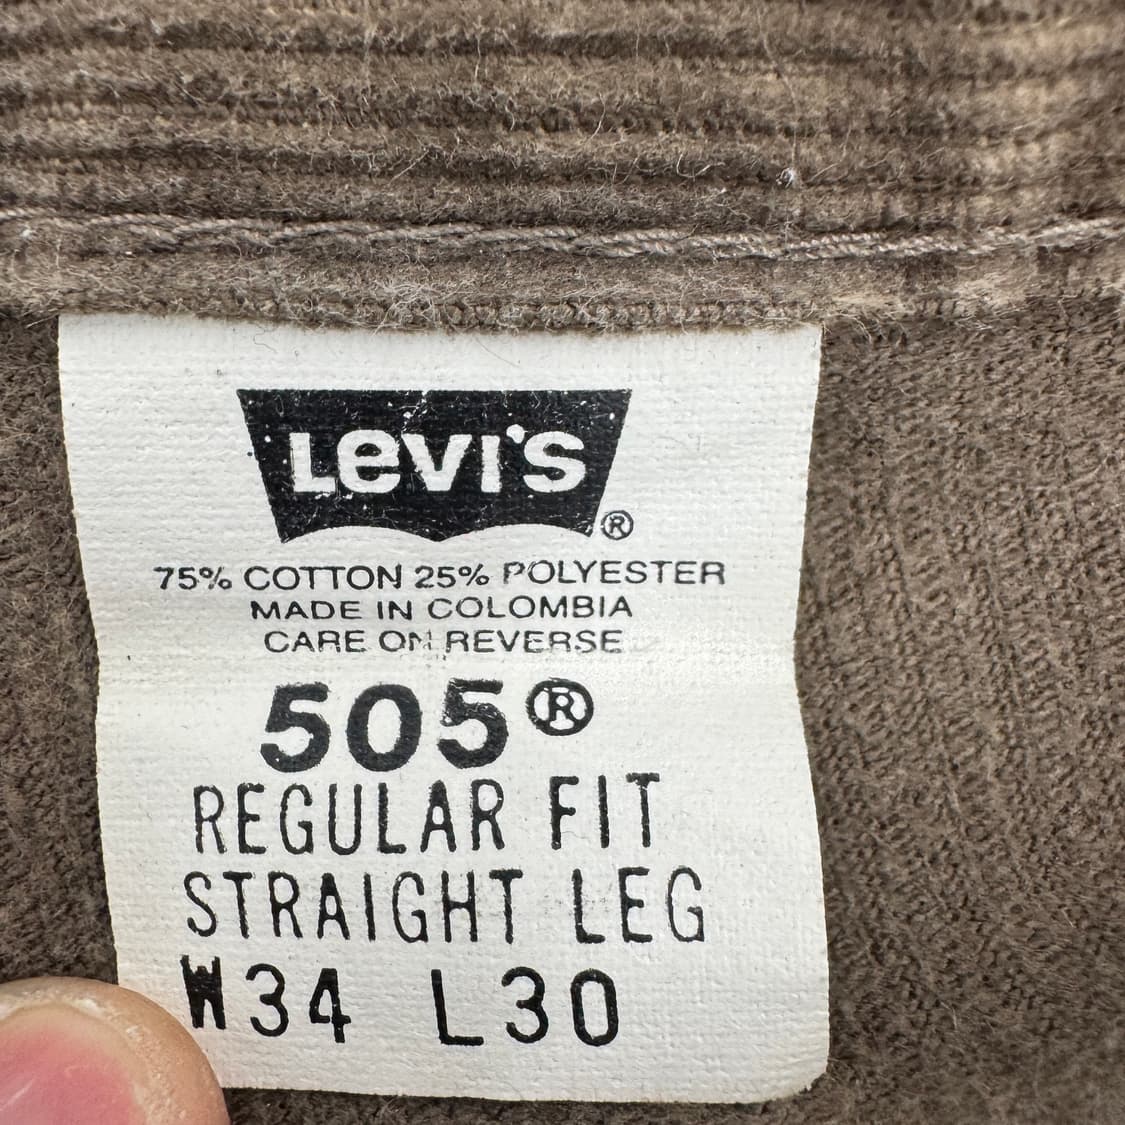 Levi's
®
75% COTTON 25% POLYESTER
MADE IN COLOMBIA
CARE ON REVERSE
505®
REGULAR FIT
STRAIGHT LEG
W34 L30